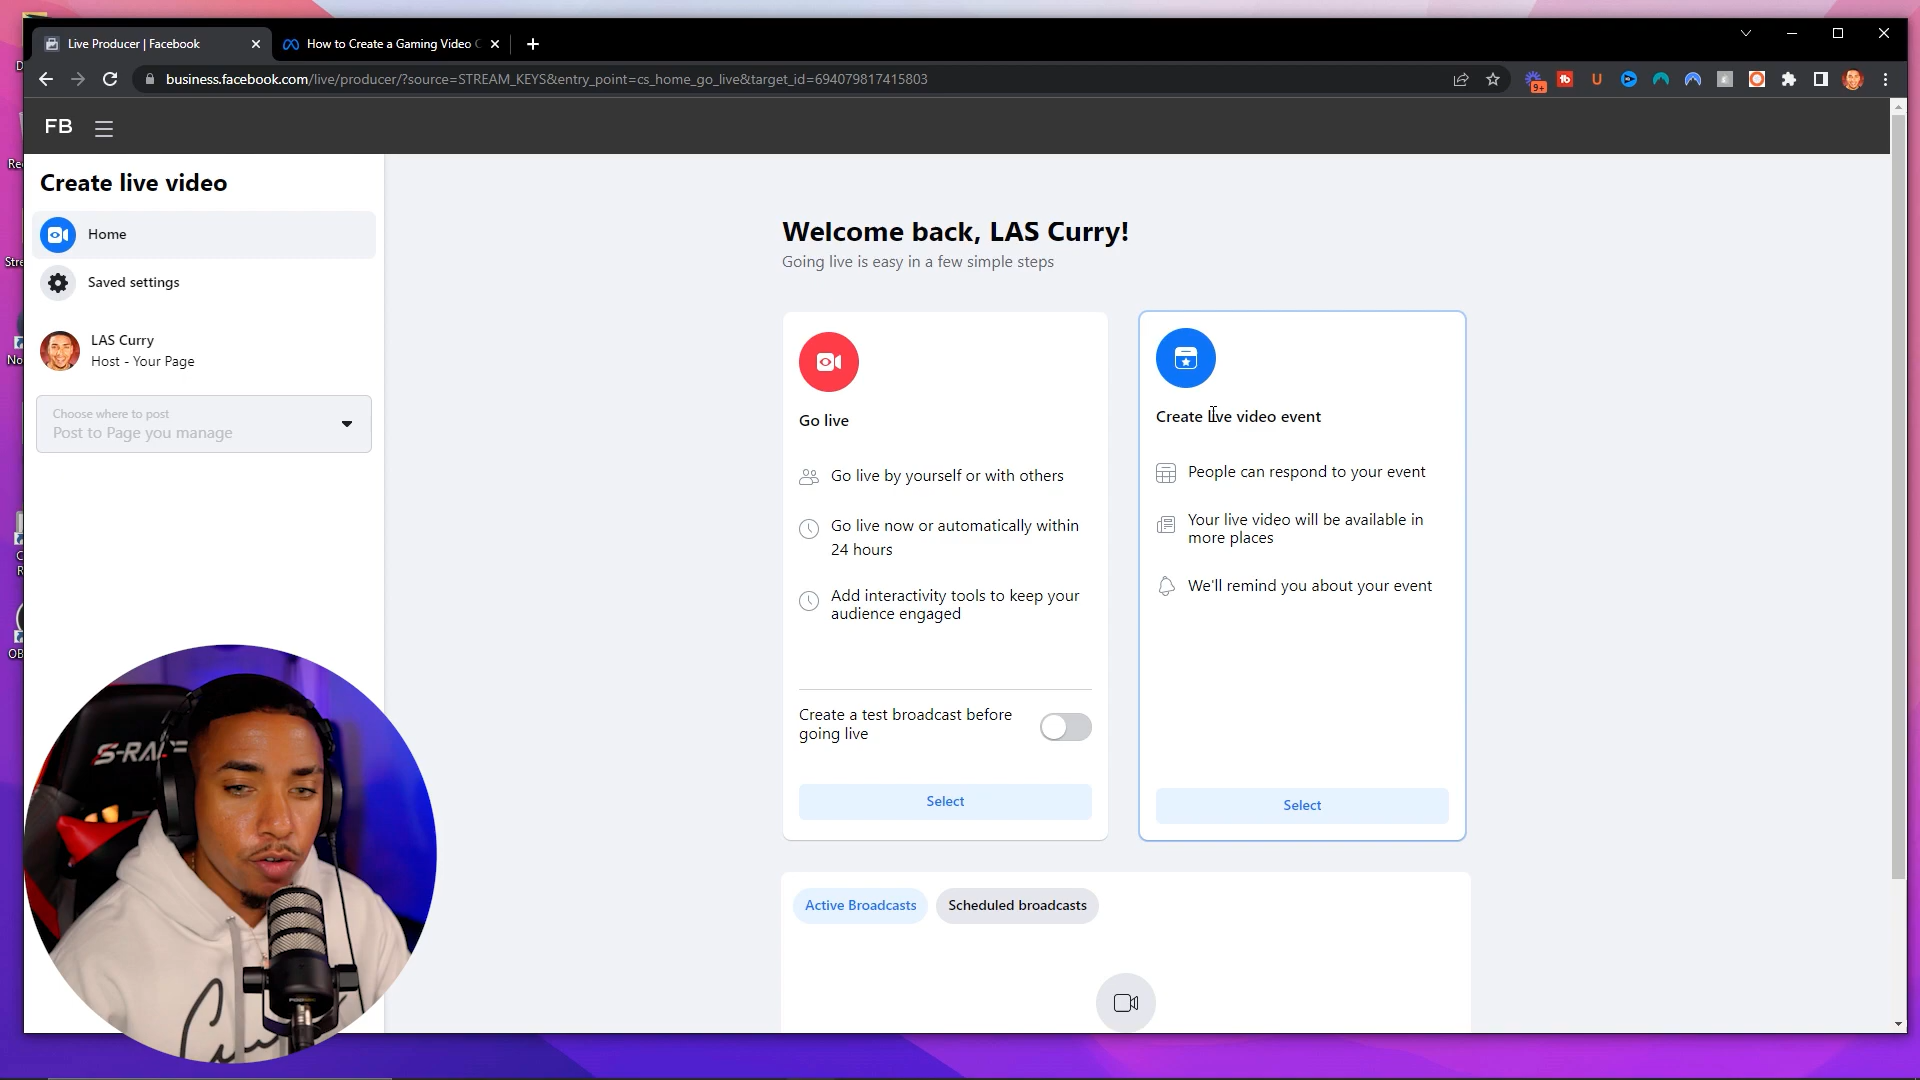 Live Producer | Facebook
How to Create a Gaming Video C
business.facebook.com/live/producer/?source=STREAM_KEYS&entry_point=cs_home_go_live&target_id=694079817415803
9+
FB
Create live video
Home
Saved settings
LAS Curry
Host - Your Page
Choose where to post
Post to Page you manage
Welcome back, LAS Curry!
Going live is easy in a few simple steps
Go live
Go live by yourself or with others
Go live now or automatically within
24 hours
Add interactivity tools to keep your
audience engaged
Create a test broadcast before
going live
Select
Create live video event
People can respond to your event
Your live video will be available in
more places
We'll remind you about your event
Select
Active Broadcasts
Scheduled broadcasts